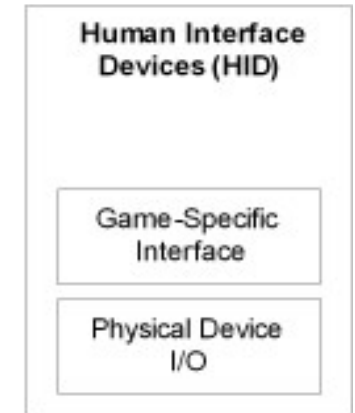 Human Interface
Devices (HID)
Game-Specific
Interface
Physical Device
I/O